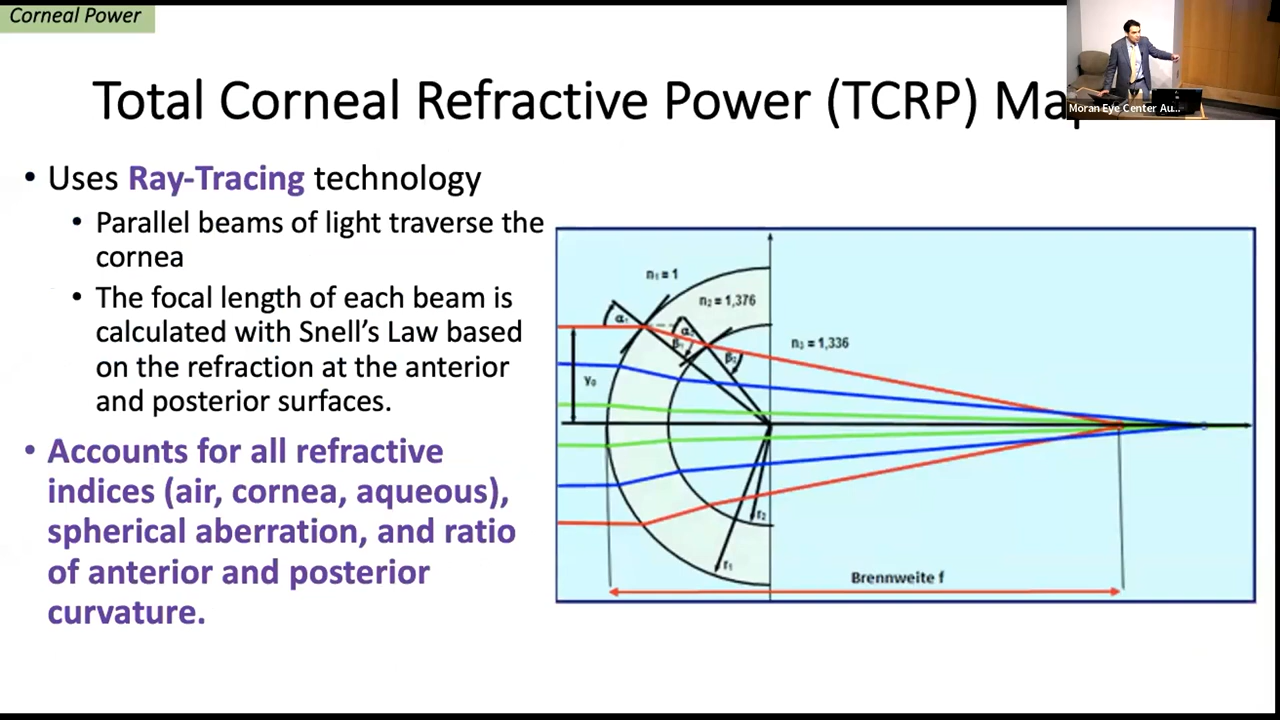 Corneal Power
Total Corneal Refractive Power (TCRP) Map
Moran Eye Center Au...
• Uses Ray-Tracing technology
• Parallel beams of light traverse the
cornea
• The focal length of each beam is
calculated with Snell's Law based
on the refraction at the anterior
and posterior surfaces.
• Accounts for all refractive
indices (air, cornea, aqueous),
spherical aberration, and ratio
of anterior and posterior
curvature.
n₁ = 1
n₂ = 1,376
n₃ = 1,336
α₁
α₂
β₁
β₂
y₀
r₂
r₁
Brennweite f